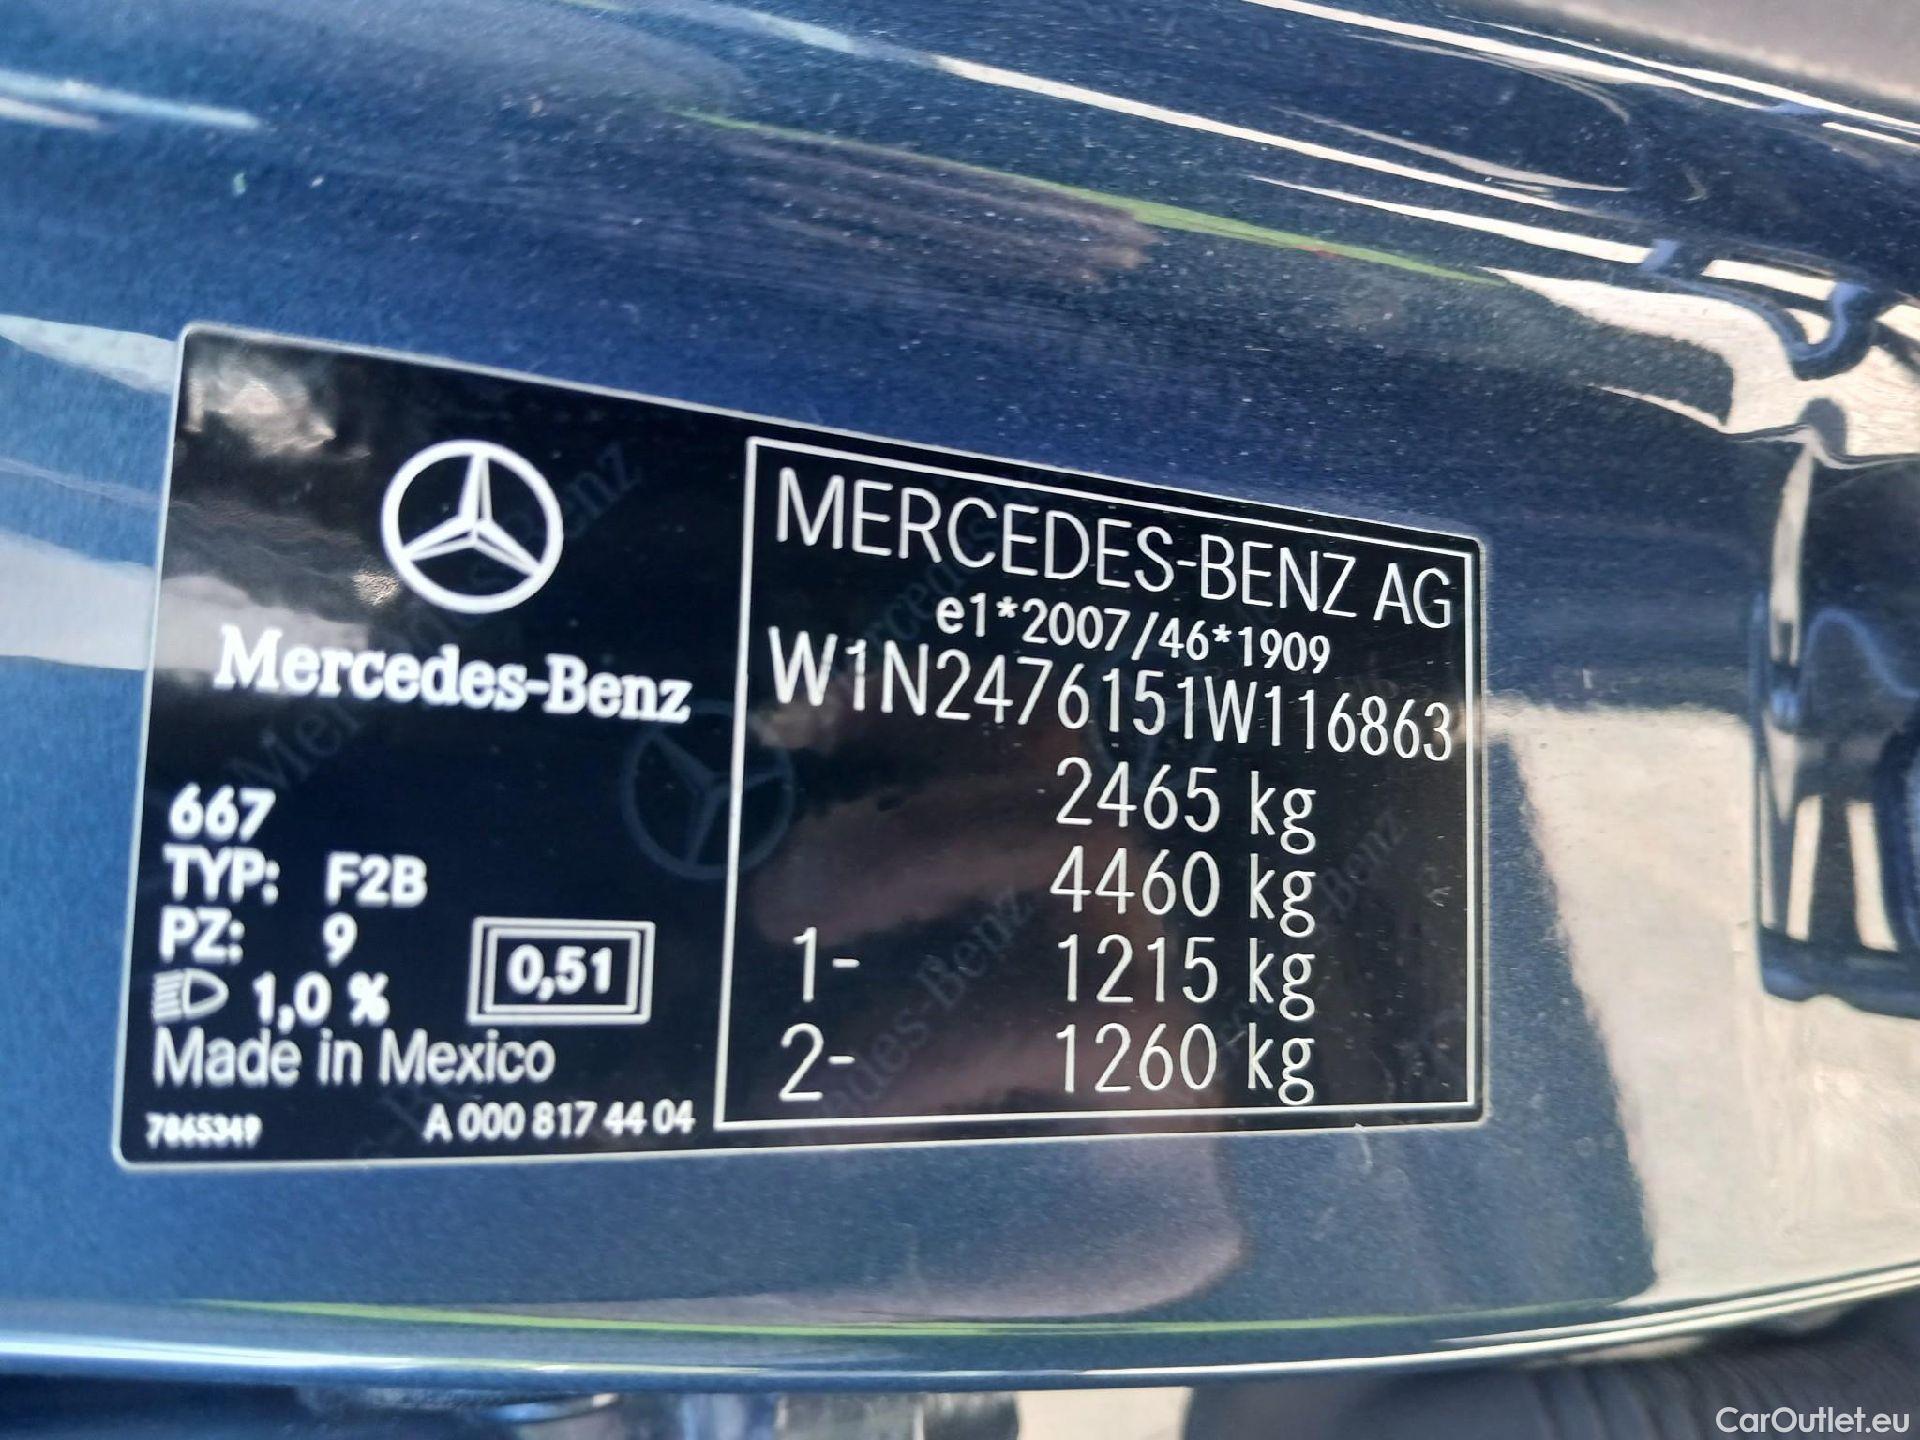 Mercedes-Benz
667
TYP: F2B
PZ: 9
1,0 %
0,51
Made in Mexico
7865349
A 000 817 44 04
MERCEDES-BENZ AG
e1*2007/46*1909
W1N2476151W116863
2465 kg
4460 kg
1- 1215 kg
2- 1260 kg
CarOutlet.eu